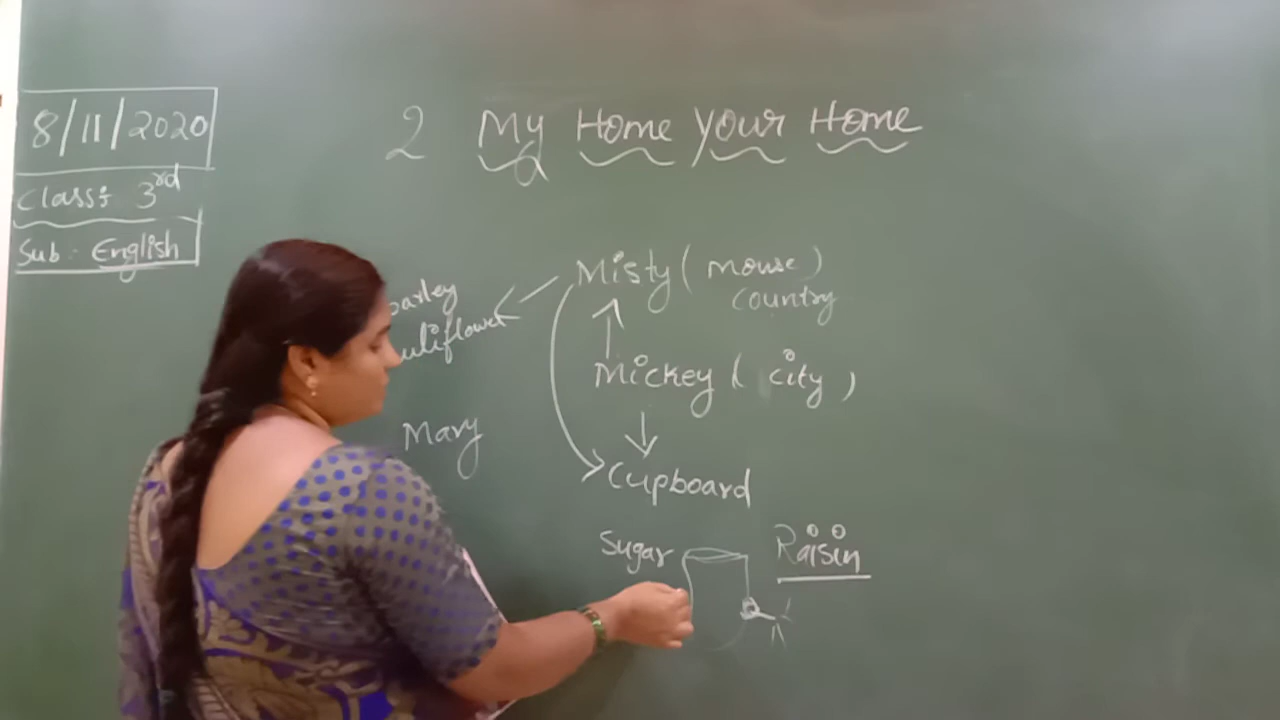 8/11/2020
Class: 3rd
Sub: English
2 My Home Your Home
Misty (mouse)
country
barley
uliflower
Mickey (city)
Mary
Cupboard
Sugar
Raisin